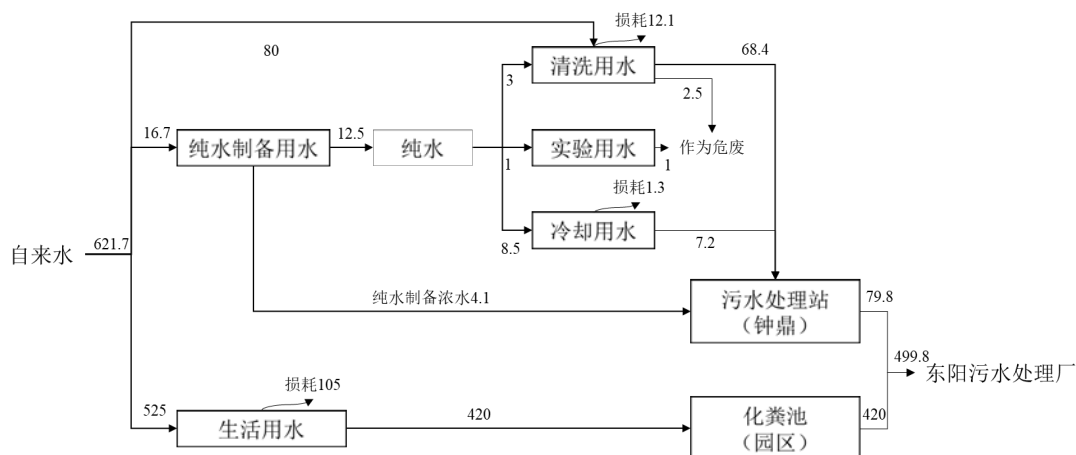 损耗12.1
80
清洗用水
68.4
3
2.5
16.7
纯水制备用水
12.5
纯水
1
实验用水
1
作为危废
损耗1.3
冷却用水
8.5
7.2
自来水
621.7
纯水制备浓水4.1
污水处理站
(钟鼎)
79.8
499.8
东阳污水处理厂
损耗105
525
生活用水
420
化粪池
(园区)
420